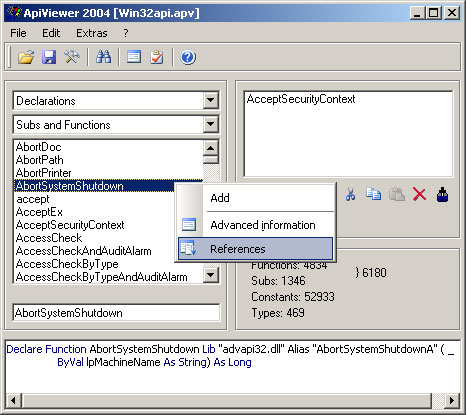 ApiViewer 2004 [Win32api.apv]
File Edit Extras ?
Declarations
Subs and Functions
AbortDoc
AbortPath
AbortPrinter
AbortSystemShutdown
accept
AcceptEx
AcceptSecurityContext
AccessCheck
AccessCheckAndAuditAlarm
AccessCheckByType
AccessCheckByTypeAndAuditAlarm
AbortSystemShutdown
AcceptSecurityContext
Add
Advanced information
References
Functions: 4834
Subs: 1346
} 6180
Constants: 52933
Types: 469
Declare Function AbortSystemShutdown Lib "advapi32.dll" Alias "AbortSystemShutdownA" ( _
ByVal lpMachineName As String) As Long